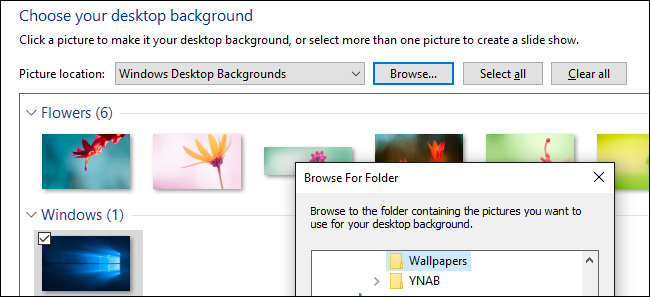 Choose your desktop background
Click a picture to make it your desktop background, or select more than one picture to create a slide show.
Picture location: Windows Desktop Backgrounds Browse... Select all Clear all
Flowers (6)
Windows (1)
Browse For Folder
Browse to the folder containing the pictures you want to
use for your desktop background.
Wallpapers
YNAB